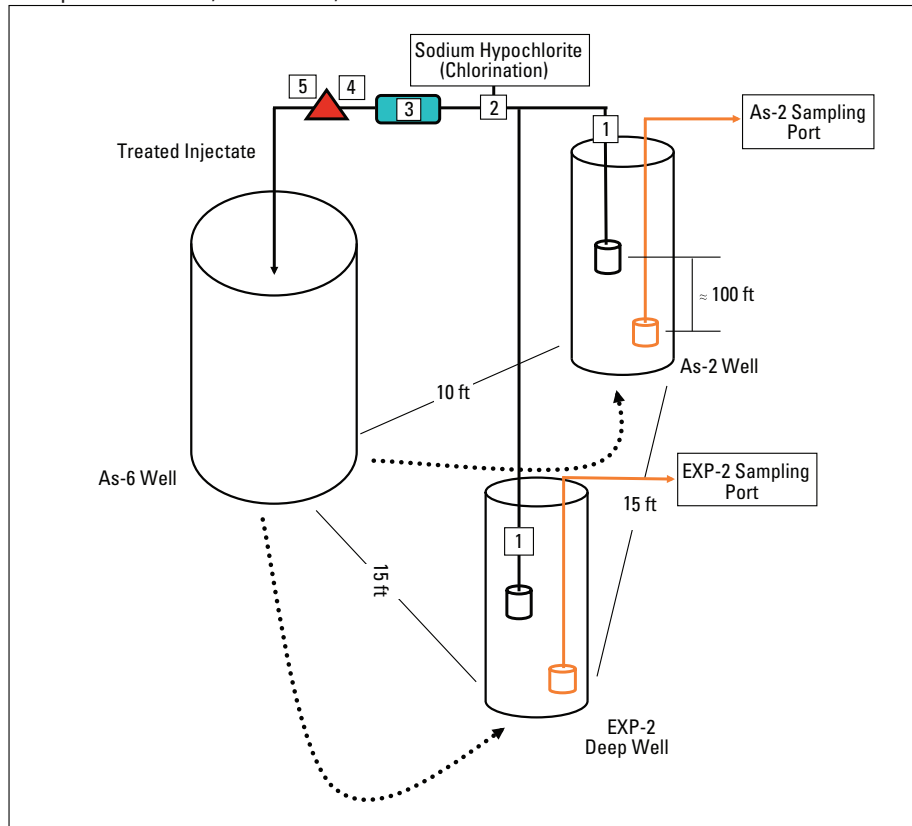 Sodium Hypochlorite
(Chlorination)
5
4
3
2
1
As-2 Sampling
Port
Treated Injectate
≈ 100 ft
As-2 Well
10 ft
As-6 Well
EXP-2 Sampling
Port
15 ft
1
15 ft
EXP-2
Deep Well